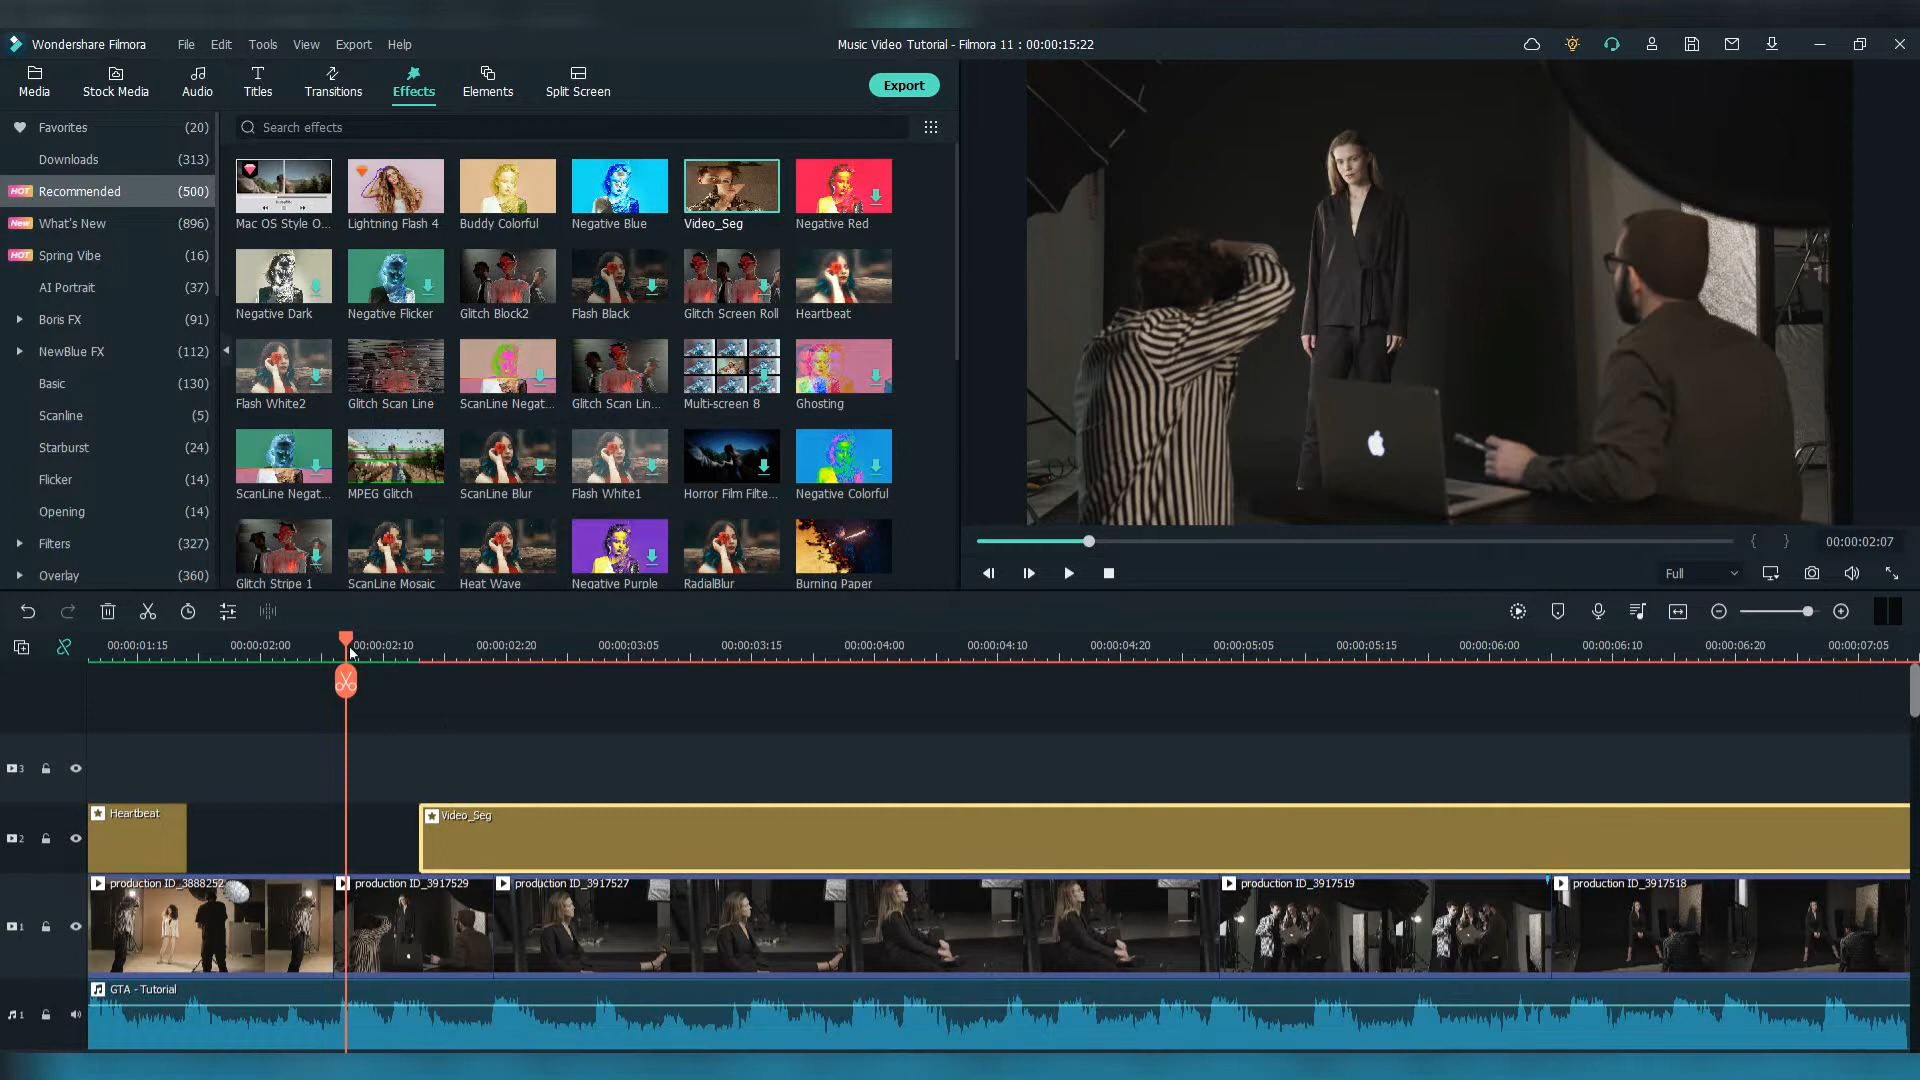 Wondershare Filmora File Edit Tools View Export Help Music Video Tutorial - Filmora 11 : 00:00:15:22
Media Stock Media Audio Titles Transitions Effects Elements Split Screen Export
Favorites (20)
Downloads (313)
HOT Recommended (500)
New What's New (896)
HOT Spring Vibe (16)
AI Portrait (37)
Boris FX (91)
NewBlue FX (112)
Basic (130)
Scanline (5)
Starburst (24)
Flicker (14)
Opening (14)
Filters (327)
Overlay (360)
Search effects
Mac OS Style O... Lightning Flash 4 Buddy Colorful Negative Blue Video_Seg Negative Red
Negative Dark Negative Flicker Glitch Block2 Flash Black Glitch Screen Roll Heartbeat
Flash White2 Glitch Scan Line ScanLine Negat... Glitch Scan Lin... Multi-screen 8 Ghosting
ScanLine Negat... MPEG Glitch ScanLine Blur Flash White1 Horror Film Filte... Negative Colorful
Glitch Stripe 1 ScanLine Mosaic Heat Wave Negative Purple RadialBlur Burning Paper
{ } 00:00:02:07
Full
00:00:01:15 00:00:02:00 00:00:02:10 00:00:02:20 00:00:03:05 00:00:03:15 00:00:04:00 00:00:04:10 00:00:04:20 00:00:05:05 00:00:05:15 00:00:06:00 00:00:06:10 00:00:06:20 00:00:07:05
3
2 Heartbeat Video_Seg
1 production ID_3888252 production ID_3917529 production ID_3917527 production ID_3917519 production ID_3917518
1 GTA - Tutorial